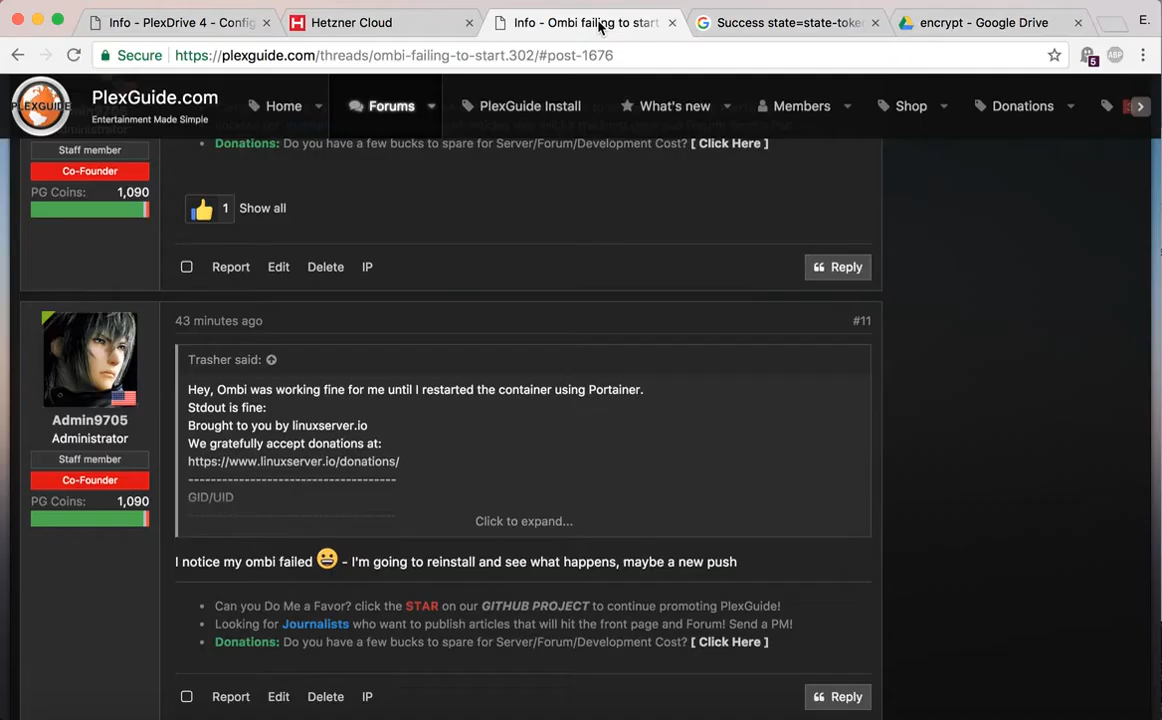 Info - PlexDrive 4 - Config
Hetzner Cloud
Info - Ombi failing to start
Success state=state-token
encrypt - Google Drive
E.
Secure
https://plexguide.com/threads/ombi-failing-to-start.302/#post-1676
5
ABP
PLEXGUIDE
PlexGuide.com
Entertainment Made Simple
Home
Forums
PlexGuide Install
What's new
Members
Shop
Donations
Staff member
Co-Founder
PG Coins: 1,090
Donations: Do you have a few bucks to spare for Server/Forum/Development Cost? [ Click Here ]
1 Show all
Report Edit Delete IP
Reply
Admin9705
Administrator
Staff member
Co-Founder
PG Coins: 1,090
43 minutes ago
#11
Trasher said:
Hey, Ombi was working fine for me until I restarted the container using Portainer.
Stdout is fine:
Brought to you by linuxserver.io
We gratefully accept donations at:
https://www.linuxserver.io/donations/
-------------------------------------
GID/UID
-------------------------------------
Click to expand...
I notice my ombi failed 😀 - I'm going to reinstall and see what happens, maybe a new push
Can you Do Me a Favor? click the STAR on our GITHUB PROJECT to continue promoting PlexGuide!
Looking for Journalists who want to publish articles that will hit the front page and Forum! Send a PM!
Donations: Do you have a few bucks to spare for Server/Forum/Development Cost? [ Click Here ]
Report Edit Delete IP
Reply